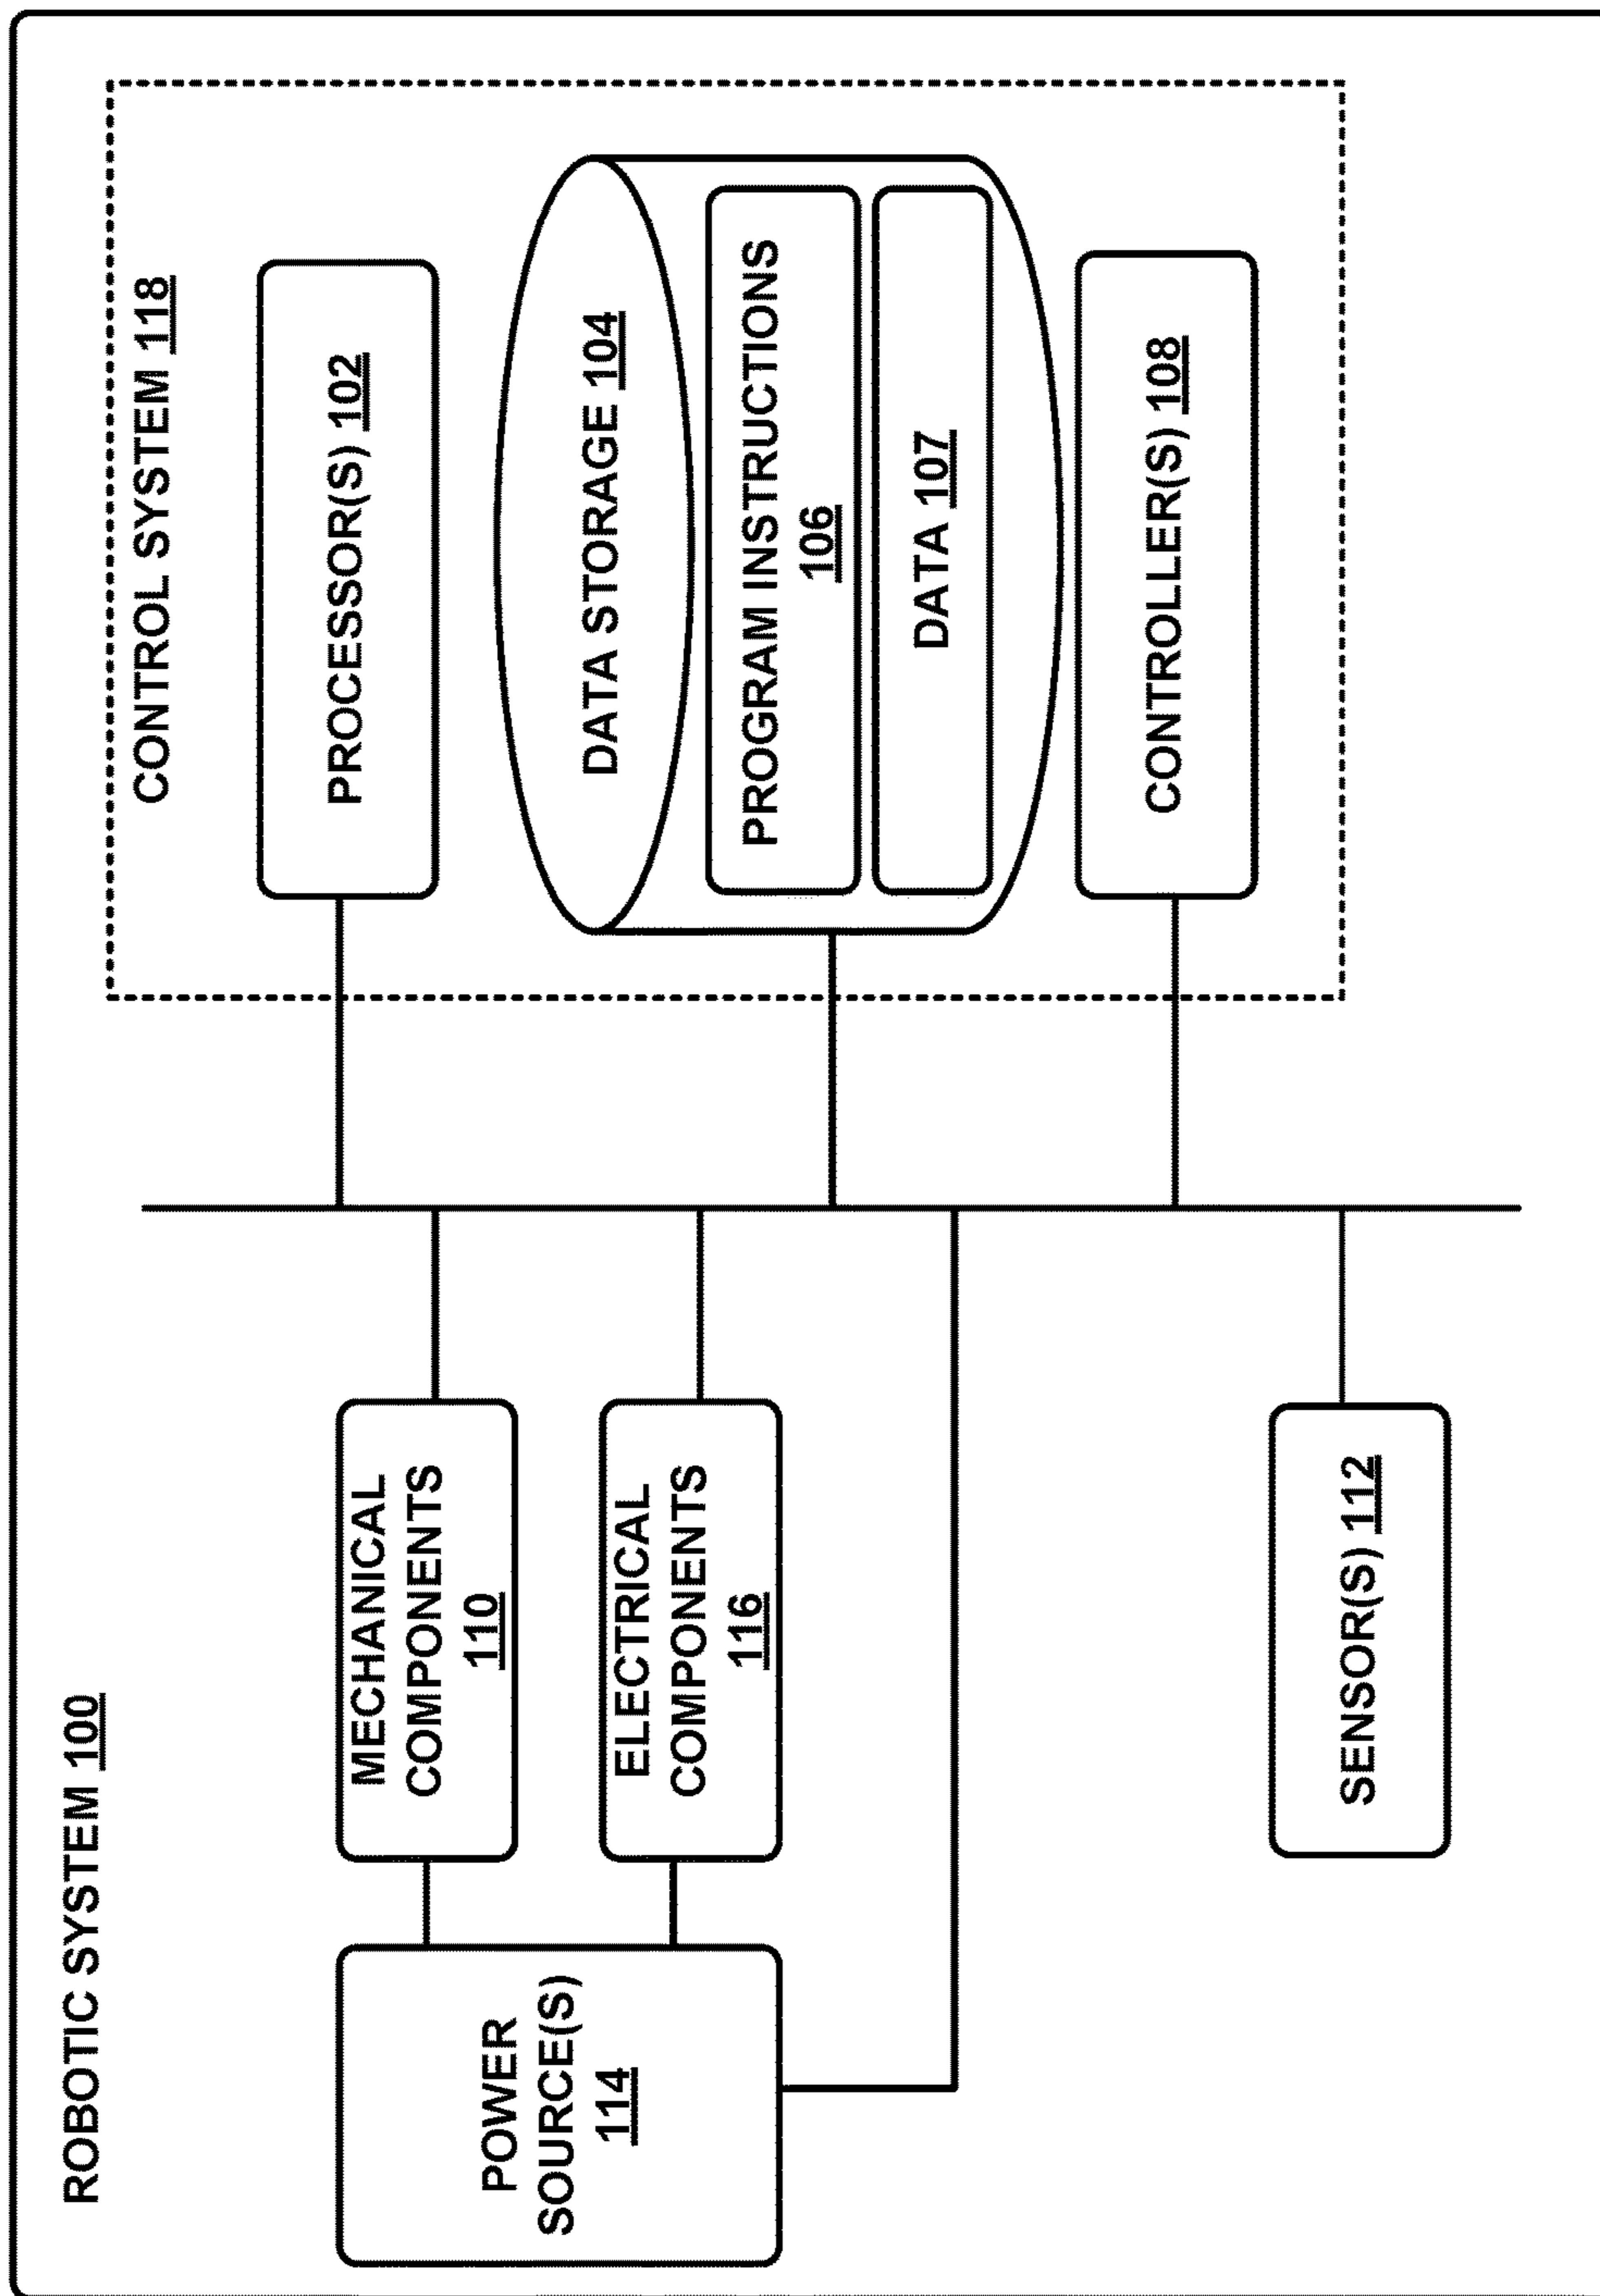 ROBOTIC SYSTEM 100
CONTROL SYSTEM 118
POWER
SOURCE(S)
114
MECHANICAL
COMPONENTS
110
ELECTRICAL
COMPONENTS
116
SENSOR(S) 112
PROCESSOR(S) 102
DATA STORAGE 104
PROGRAM INSTRUCTIONS
106
DATA 107
CONTROLLER(S) 108